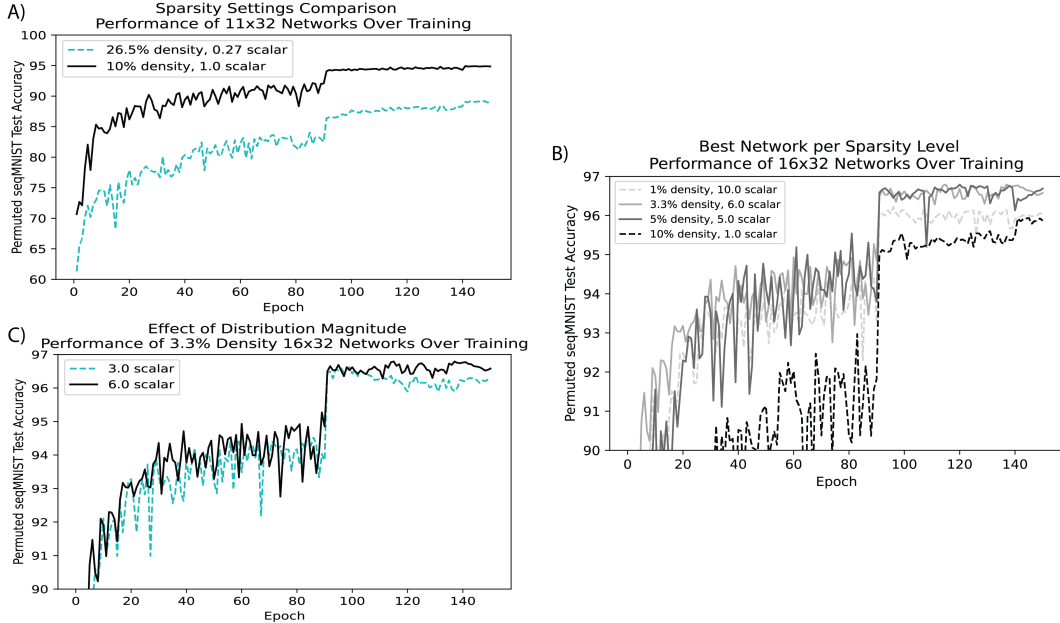 A)
Sparsity Settings Comparison
Performance of 11x32 Networks Over Training
Permuted seqMNIST Test Accuracy
100
95
90
85
80
75
70
65
60
26.5% density, 0.27 scalar
10% density, 1.0 scalar
0 20 40 60 80 100 120 140
Epoch
B)
Best Network per Sparsity Level
Performance of 16x32 Networks Over Training
Permuted seqMNIST Test Accuracy
97
96
95
94
93
92
91
90
1% density, 10.0 scalar
3.3% density, 6.0 scalar
5% density, 5.0 scalar
10% density, 1.0 scalar
0 20 40 60 80 100 120 140
Epoch
C)
Effect of Distribution Magnitude
Performance of 3.3% Density 16x32 Networks Over Training
Permuted seqMNIST Test Accuracy
97
96
95
94
93
92
91
90
3.0 scalar
6.0 scalar
0 20 40 60 80 100 120 140
Epoch